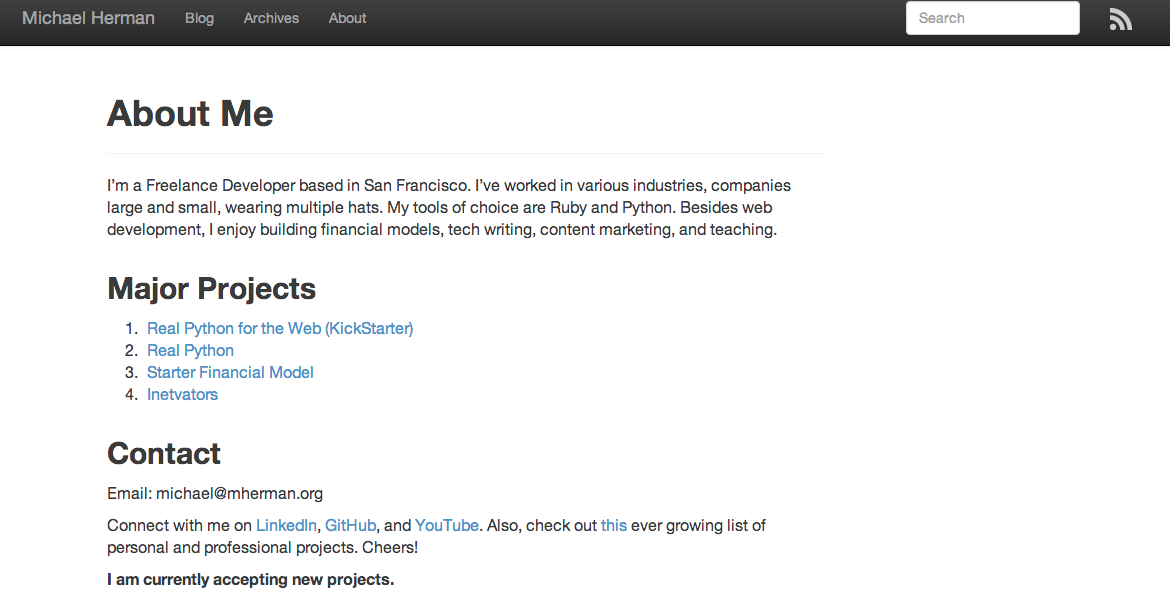 Michael Herman Blog Archives About Search
About Me
I’m a Freelance Developer based in San Francisco. I’ve worked in various industries, companies
large and small, wearing multiple hats. My tools of choice are Ruby and Python. Besides web
development, I enjoy building financial models, tech writing, content marketing, and teaching.
Major Projects
1. Real Python for the Web (KickStarter)
2. Real Python
3. Starter Financial Model
4. Inetvators
Contact
Email: michael@mherman.org
Connect with me on LinkedIn, GitHub, and YouTube. Also, check out this ever growing list of
personal and professional projects. Cheers!
I am currently accepting new projects.